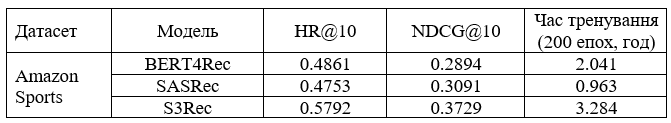 Датасет Модель HR@10 NDCG@10 Час тренування
(200 епох, год)
Amazon Sports BERT4Rec 0.4861 0.2894 2.041
SASRec 0.4753 0.3091 0.963
S3Rec 0.5792 0.3729 3.284